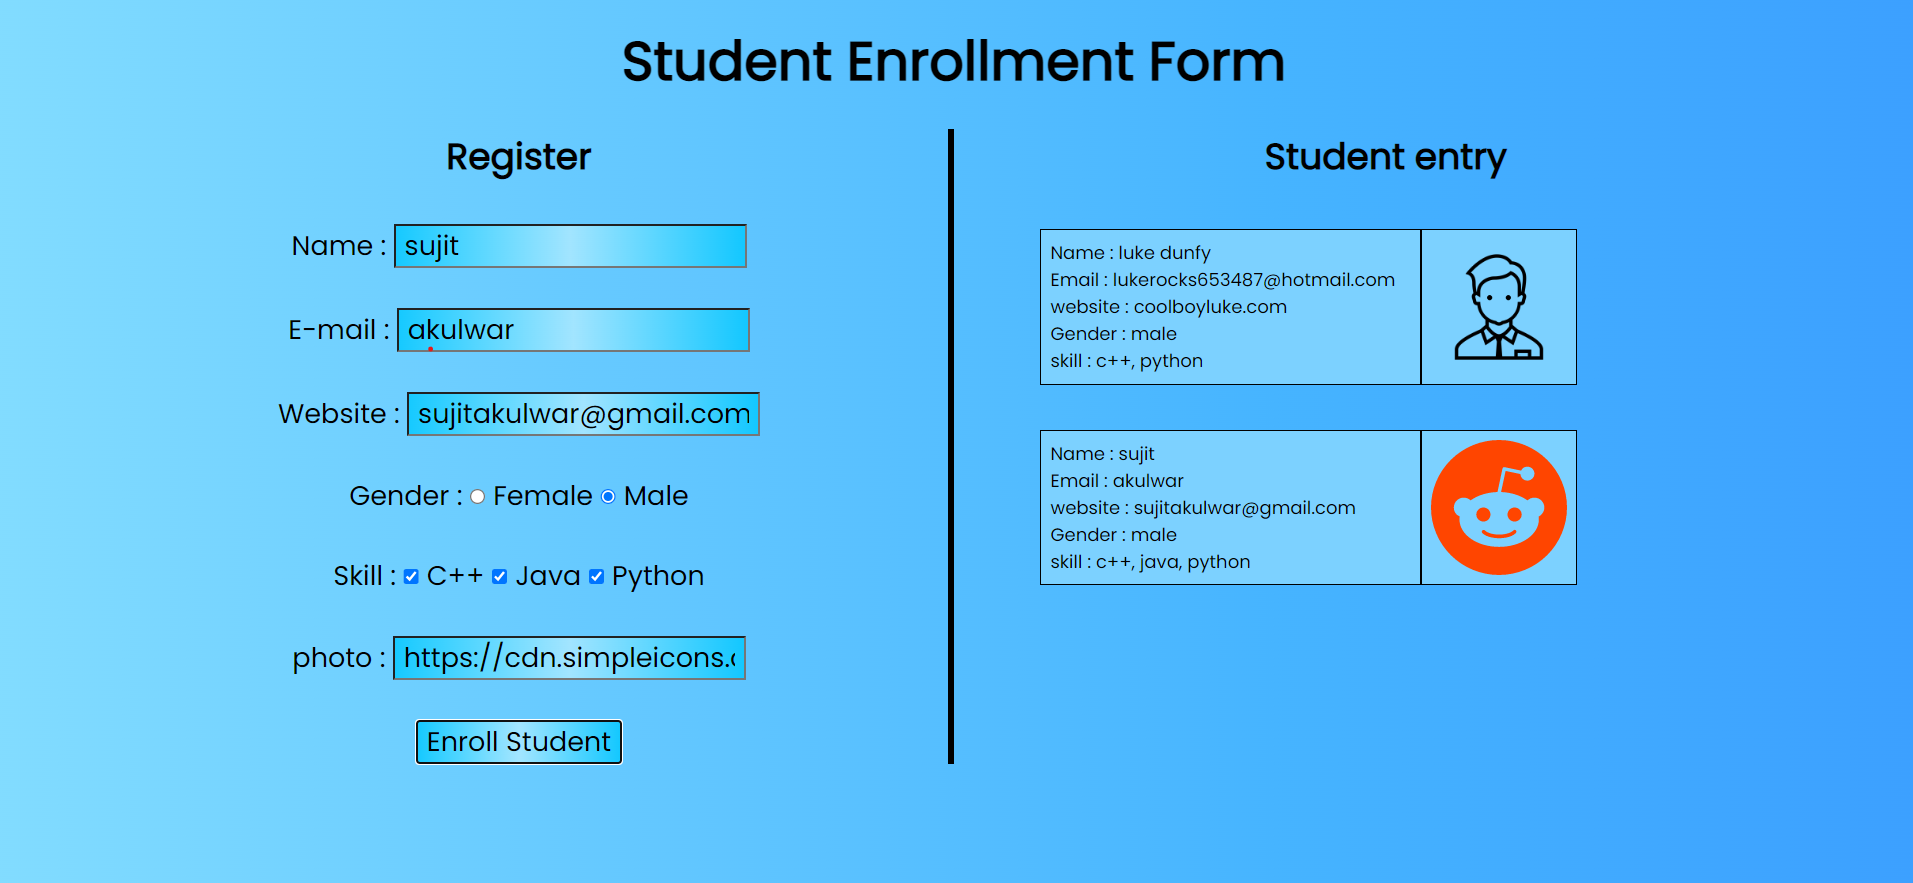 Student Enrollment Form
Register
Name : sujit
E-mail : akulwar
Website : sujitakulwar@gmail.com
Gender : Female Male
Skill : C++ Java Python
photo : https://cdn.simpleicons.
Enroll Student
Student entry
Name : luke dunfy
Email : lukerocks653487@hotmail.com
website : coolboyluke.com
Gender : male
skill : c++, python
Name : sujit
Email : akulwar
website : sujitakulwar@gmail.com
Gender : male
skill : c++, java, python